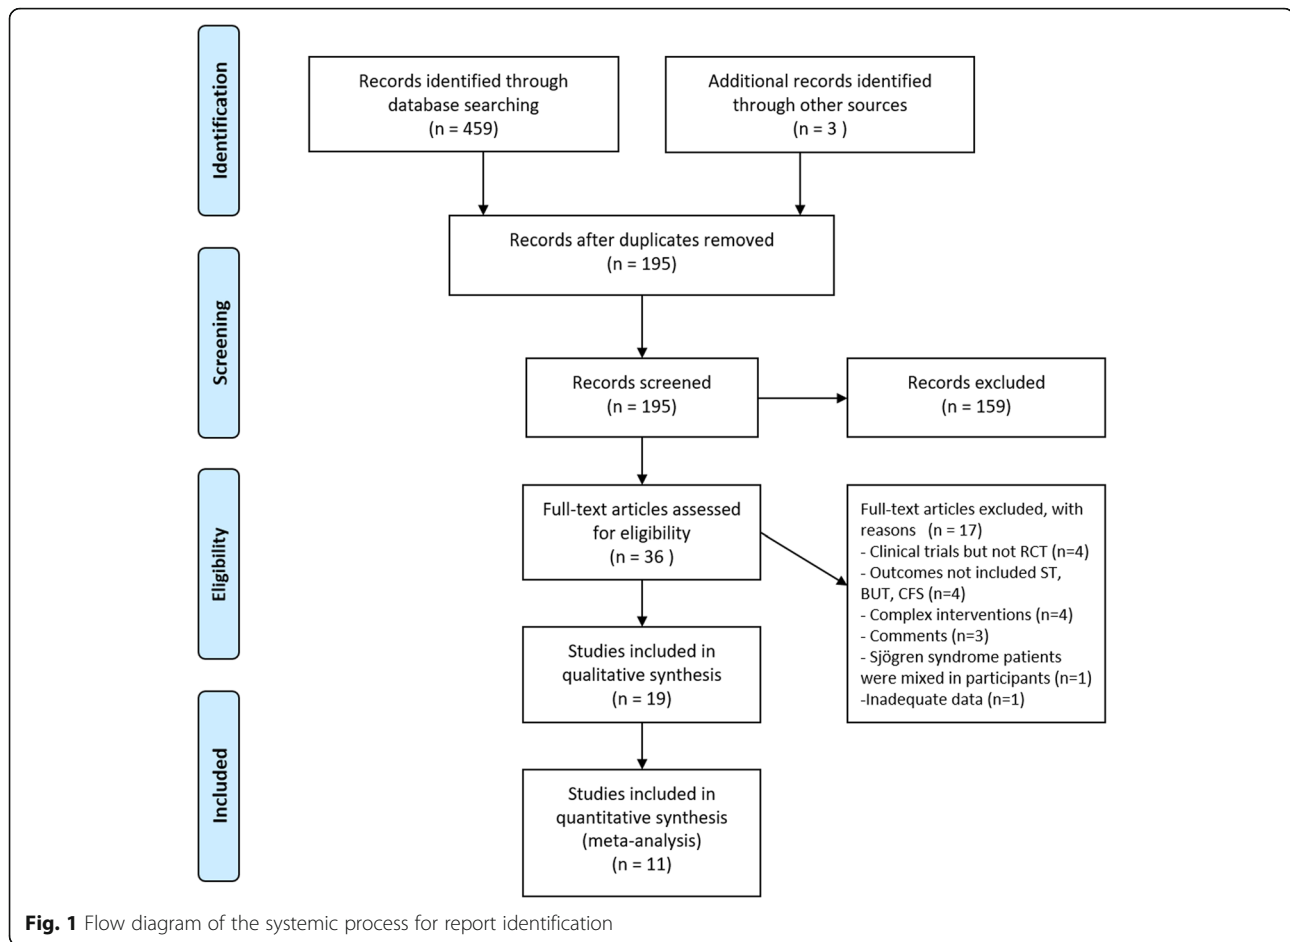 Identification
Records identified through
database searching
(n = 459)
Additional records identified
through other sources
(n = 3 )
Records after duplicates removed
(n = 195)
Screening
Records screened
(n = 195)
Records excluded
(n = 159)
Eligibility
Full-text articles assessed
for eligibility
(n = 36 )
Full-text articles excluded, with
reasons (n = 17)
- Clinical trials but not RCT (n=4)
- Outcomes not included ST,
BUT, CFS (n=4)
- Complex interventions (n=4)
- Comments (n=3)
- Sjögren syndrome patients
were mixed in participants (n=1)
-Inadequate data (n=1)
Studies included in
qualitative synthesis
(n = 19)
Included
Studies included in
quantitative synthesis
(meta-analysis)
(n = 11)
Fig. 1 Flow diagram of the systemic process for report identification